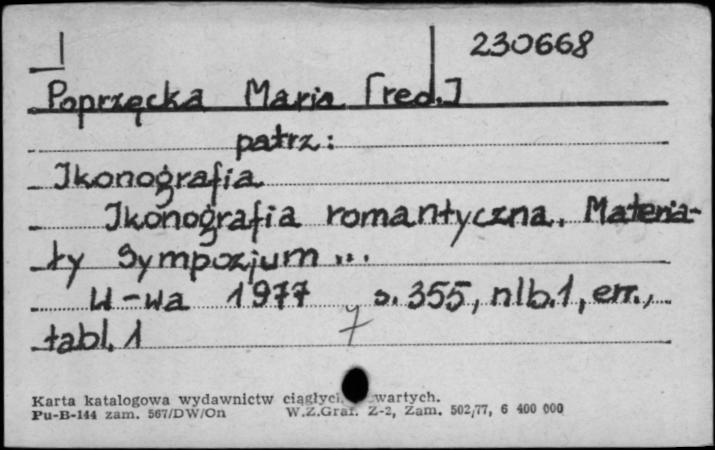 I 230668
Poprzęcka Maria [red.]
patrz:
Ikonografia
Ikonografia romantyczna. Materia-
ły Sympozjum ...
W-wa 1977 s. 355, nlb. 1, err.,
tabl. 1
7
Karta katalogowa wydawnictw ciągłych wartych.
Pu-B-144 zam. 567/DW/On W.Z.Graf. Z-2, Zam. 502/77, 6 400 000